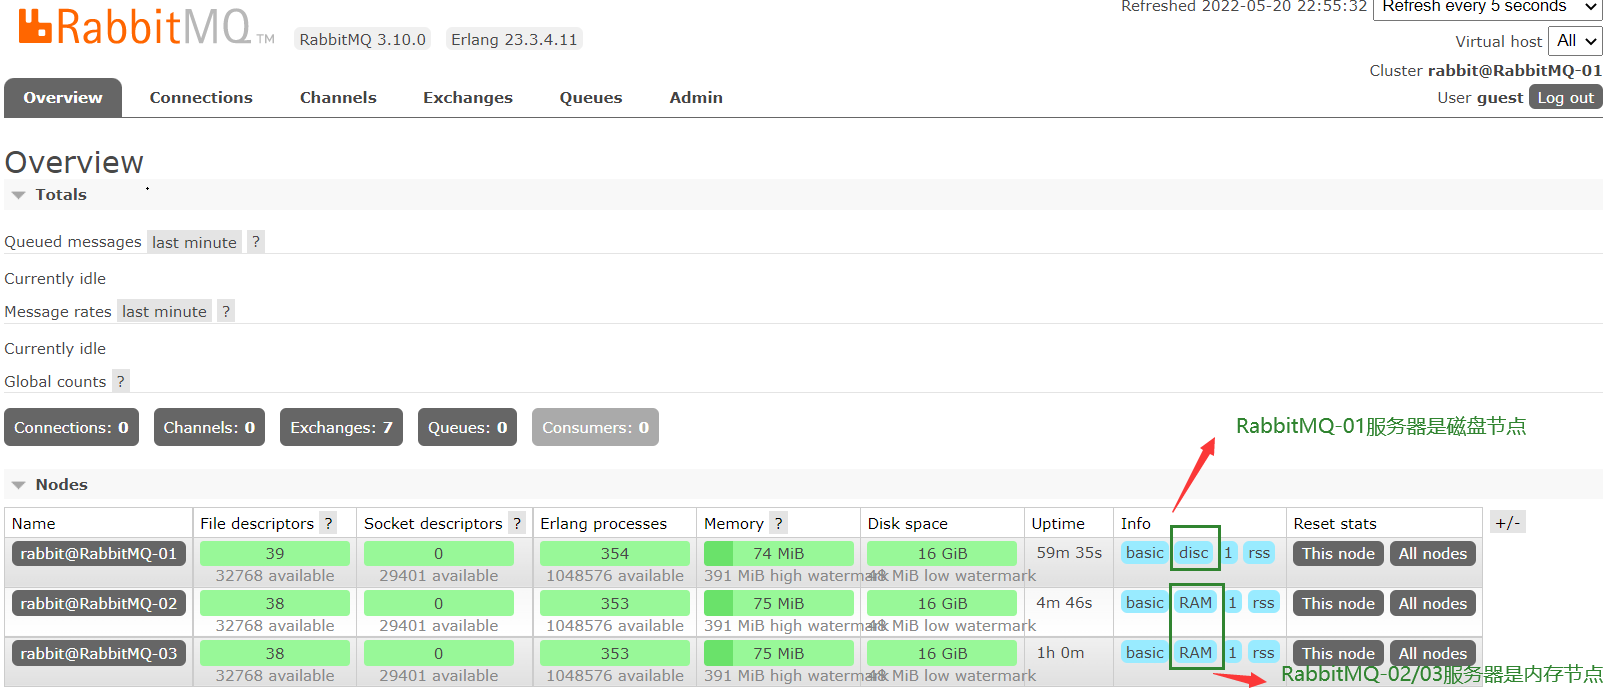 Refreshed 2022-05-20 22:55:32 Refresh every 5 seconds
RabbitMQ TM RabbitMQ 3.10.0 Erlang 23.3.4.11
Virtual host All
Cluster rabbit@RabbitMQ-01
Overview Connections Channels Exchanges Queues Admin
User guest Log out
Overview
Totals
Queued messages last minute ?
Currently idle
Message rates last minute ?
Currently idle
Global counts ?
Connections: 0 Channels: 0 Exchanges: 7 Queues: 0 Consumers: 0
RabbitMQ-01服务器是磁盘节点
Nodes
Name File descriptors ? Socket descriptors ? Erlang processes Memory ? Disk space Uptime Info Reset stats +/-
rabbit@RabbitMQ-01 39 0 354 74 MiB 16 GiB 59m 35s basic disc 1 rss This node All nodes
32768 available 29401 available 1048576 available 391 MiB high watermark 48 MiB low watermark
rabbit@RabbitMQ-02 38 0 353 75 MiB 16 GiB 4m 46s basic RAM 1 rss This node All nodes
32768 available 29401 available 1048576 available 391 MiB high watermark 48 MiB low watermark
rabbit@RabbitMQ-03 38 0 353 75 MiB 16 GiB 1h 0m basic RAM 1 rss This node All nodes
32768 available 29401 available 1048576 available 391 MiB high watermark 48 MiB low watermark
RabbitMQ-02/03服务器是内存节点